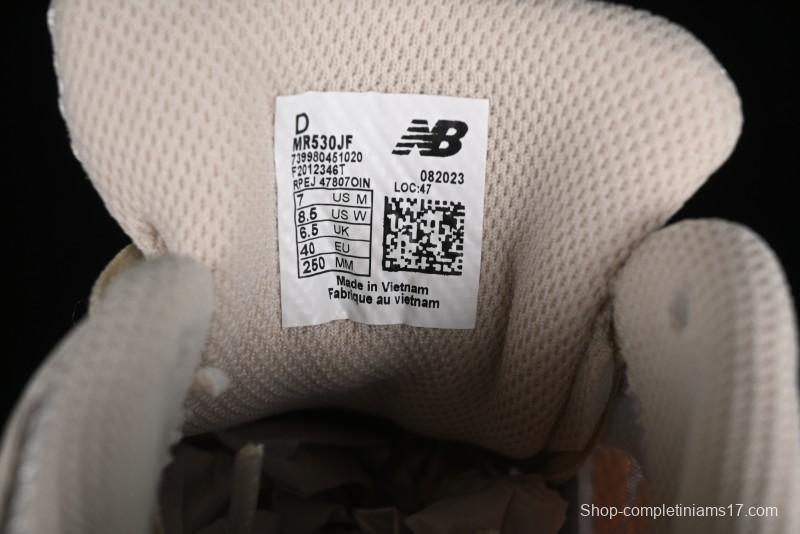 D
MR530JF
739980451020
F2012346T
RPEJ 47807OIN
NB
082023
LOC:47
7 US M
8.5 US W
6.5 UK
40 EU
250 MM
Made in Vietnam
Fabrique au vietnam
Shop-completiniams17.com